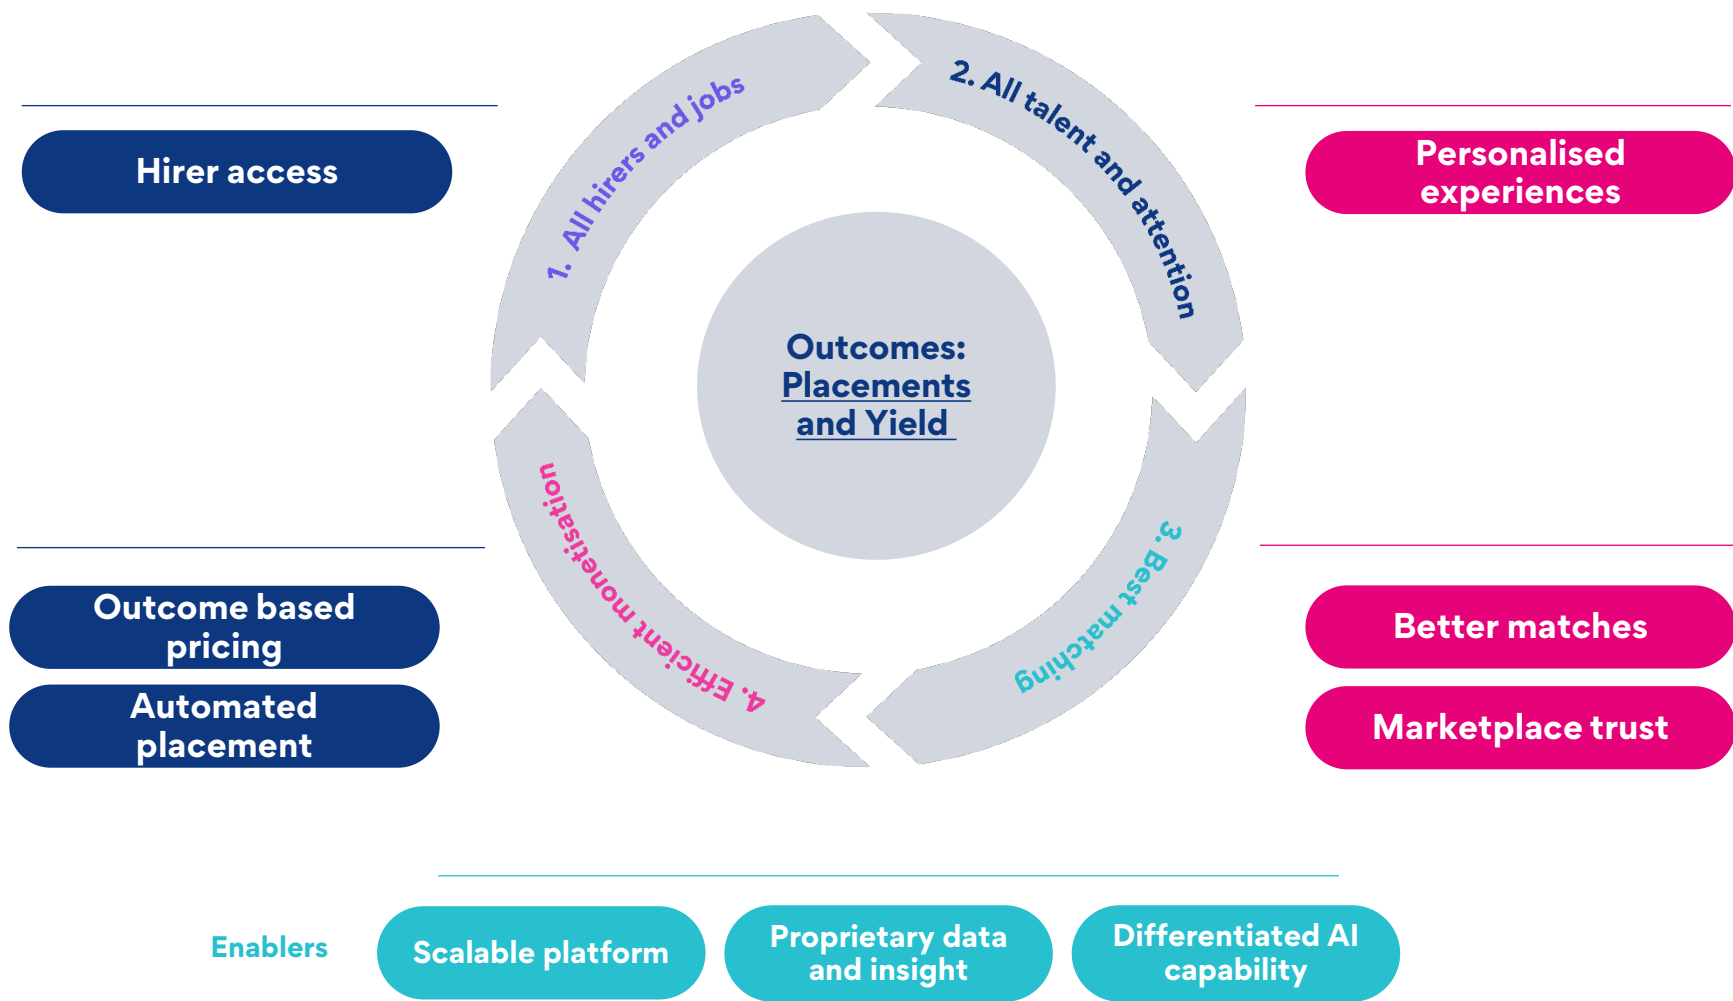 1. All hirers and jobs
2. All talent and attention
Hirer access
Personalised
experiences
Outcomes:
Placements
and Yield
4. Efficient monetisation
3. Best matching
Outcome based
pricing
Automated
placement
Better matches
Marketplace trust
Enablers
Scalable platform
Proprietary data
and insight
Differentiated AI
capability